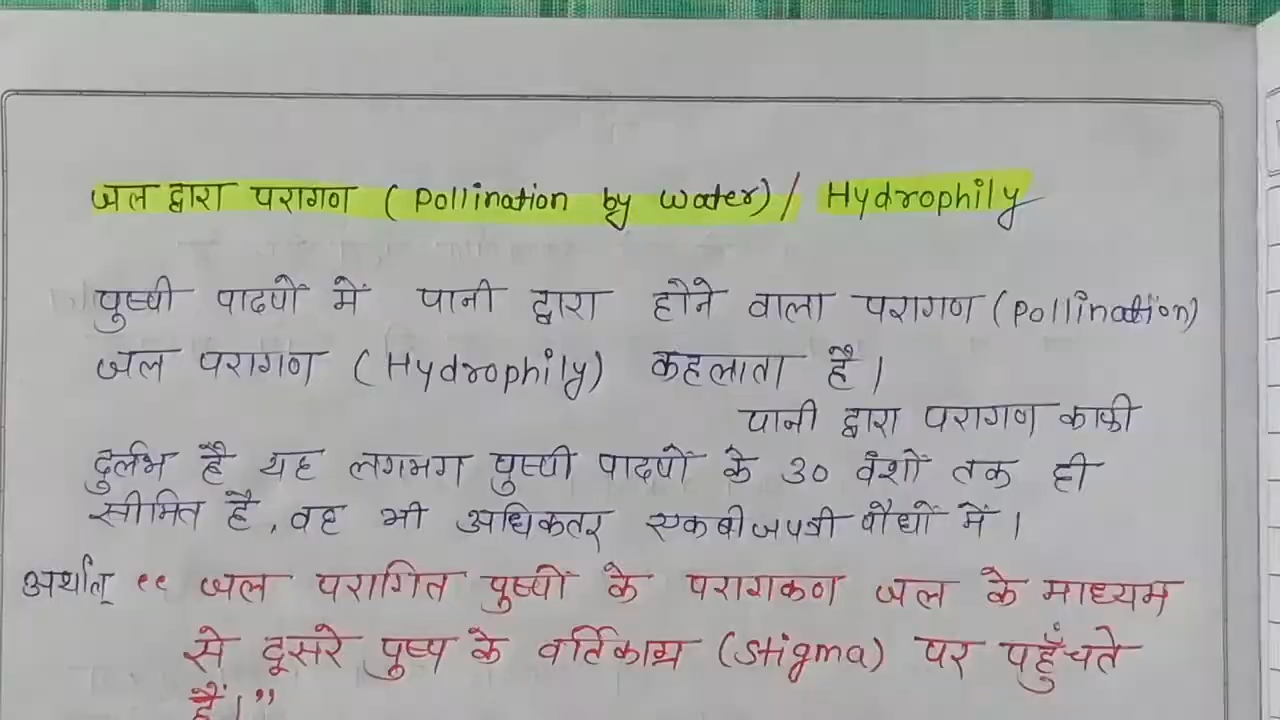 जल द्वारा परागण (Pollination by water) / Hydrophily
पुष्पी पादपों में पानी द्वारा होने वाला परागण (Pollination)
जल परागण (Hydrophily) कहलाता है।
पानी द्वारा परागण काफी
दुर्लभ है यह लगभग पुष्पी पादपों के 30 वंशों तक ही
सीमित है, वह भी अधिकतर एकबीजपत्री पौधों में।
अर्थात् “ जल परागित पुष्पों के परागकण जल के माध्यम
से दूसरे पुष्प के वर्तिकाग्र (Stigma) पर पहुँचते
हैं।”